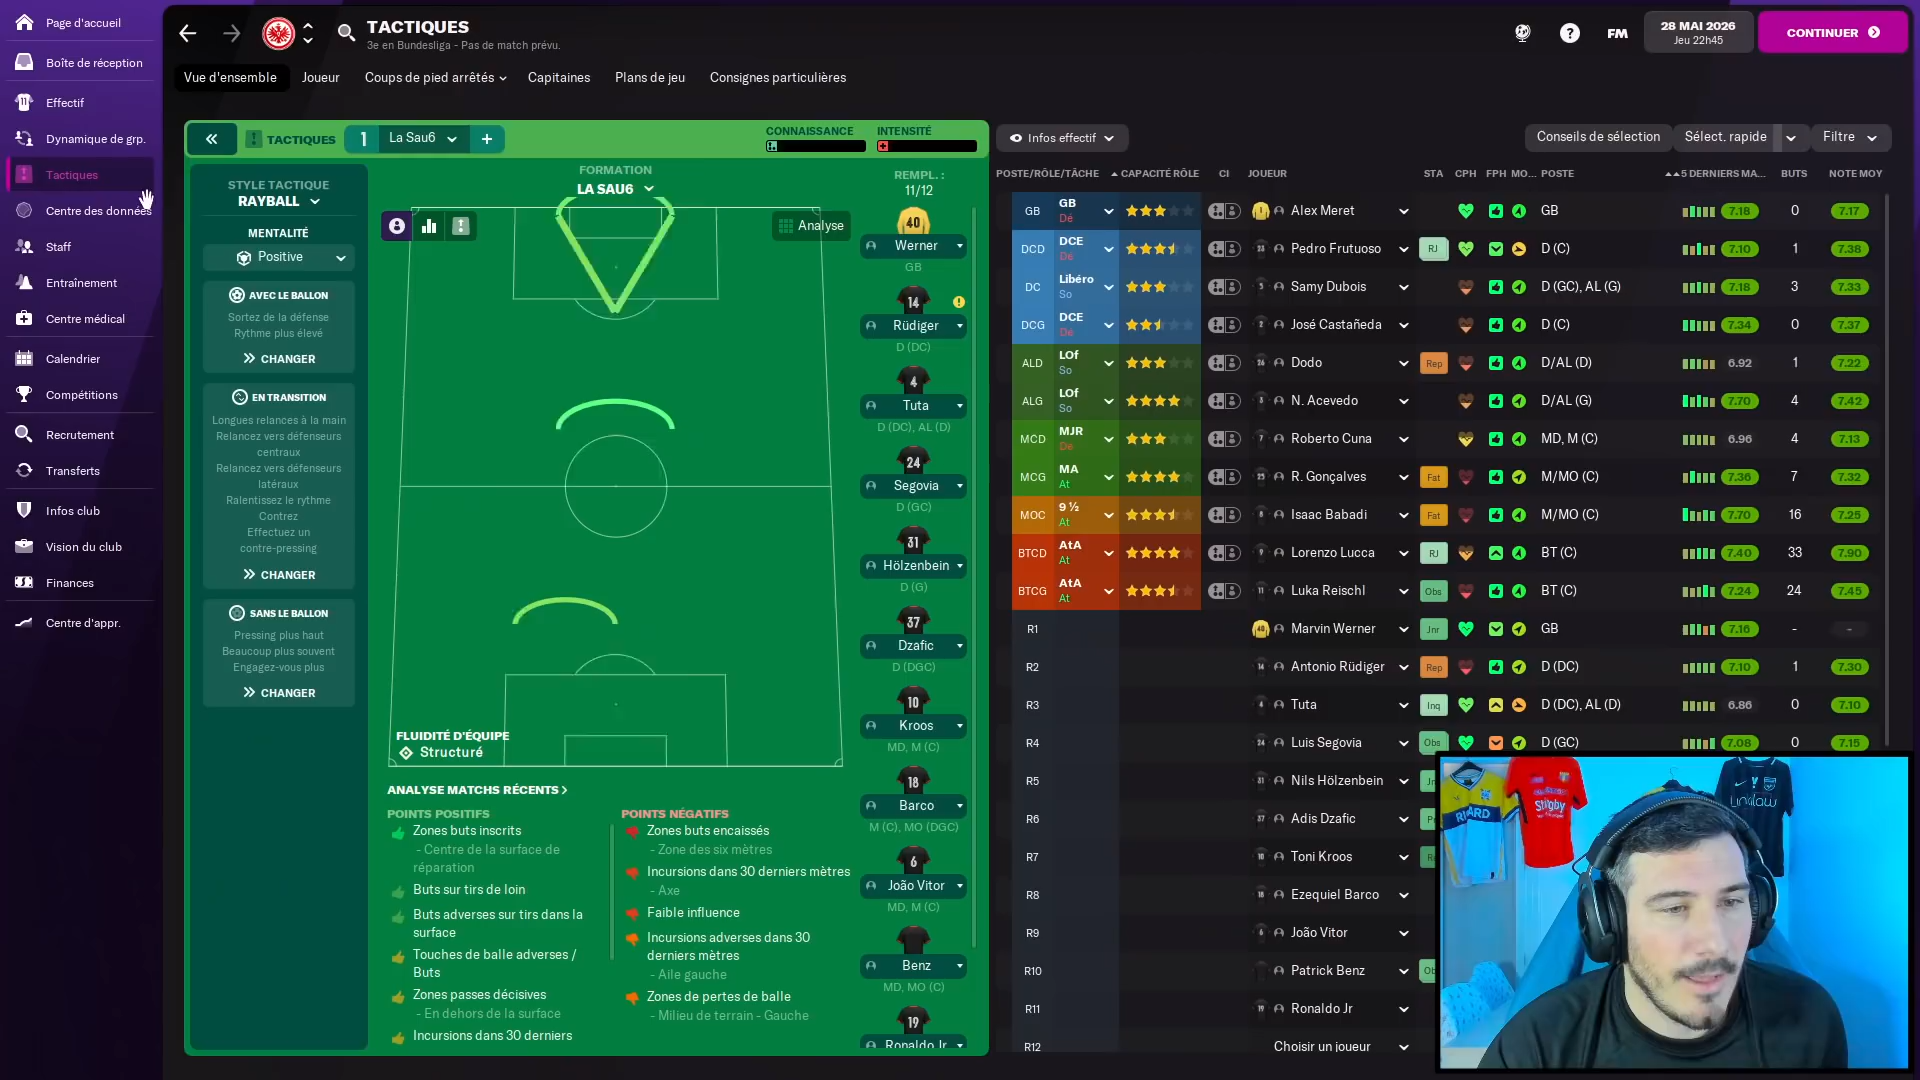 Page d'accueil
Boîte de réception
Effectif
Dynamique de grp.
Tactiques
Centre des données
Staff
Entraînement
Centre médical
Calendrier
Compétitions
Recrutement
Transferts
Infos club
Vision du club
Finances
Centre d'appr.
TACTIQUES
3e en Bundesliga - Pas de match prévu.
FM
28 MAI 2026
Jeu 22h45
CONTINUER
Vue d'ensemble
Joueur
Coups de pied arrêtés
Capitaines
Plans de jeu
Consignes particulières
TACTIQUES
1
La Sau6
CONNAISSANCE
INTENSITÉ
STYLE TACTIQUE
RAYBALL
MENTALITÉ
Positive
AVEC LE BALLON
Sortez de la défense
Rythme plus élevé
CHANGER
EN TRANSITION
Longues relances à la main
Relancez vers défenseurs
centraux
Relancez vers défenseurs
latéraux
Ralentissez le rythme
Contrez
Effectuez un
contre-pressing
CHANGER
SANS LE BALLON
Pressing plus haut
Beaucoup plus souvent
Engagez-vous plus
CHANGER
FORMATION
LA SAU6
Analyse
FLUIDITÉ D'ÉQUIPE
Structuré
ANALYSE MATCHS RÉCENTS
POINTS POSITIFS
Zones buts inscrits
- Centre de la surface de
réparation
Buts sur tirs de loin
Buts adverses sur tirs dans la
surface
Touches de balle adverses /
Buts
Zones passes décisives
- En dehors de la surface
Incursions dans 30 derniers
POINTS NÉGATIFS
Zones buts encaissés
- Zone des six mètres
Incursions dans 30 derniers mètres
- Axe
Faible influence
Incursions adverses dans 30
derniers mètres
- Aile gauche
Zones de pertes de balle
- Milieu de terrain - Gauche
REMPL. :
11/12
40
Werner
GB
14
Rüdiger
D (DC)
4
Tuta
D (DC), AL (D)
24
Segovia
D (GC)
31
Hölzenbein
D (G)
37
Dzafic
D (DGC)
10
Kroos
MD, M (C)
18
Barco
M (C), MO (DGC)
6
João Vitor
MD, M (C)
Benz
MD, MO (C)
19
Ronaldo Jr
Infos effectif
Conseils de sélection
Sélect. rapide
Filtre
POSTE/RÔLE/TÂCHE CAPACITÉ RÔLE CI JOUEUR STA CPH FPH MO... POSTE 5 DERNIERS MA... BUTS NOTE MOY
GB GB Dé Alex Meret GB 7.18 0 7.17
DCD DCE Dé Pedro Frutuoso RJ D (C) 7.10 1 7.38
DC Libéro So Samy Dubois D (GC), AL (G) 7.18 3 7.33
DCG DCE Dé José Castañeda D (C) 7.34 0 7.37
ALD LOf So Dodo Rep D/AL (D) 6.92 1 7.22
ALG LOf So N. Acevedo D/AL (G) 7.70 4 7.42
MCD MJR Dé Roberto Cuna MD, M (C) 6.96 4 7.13
MCG MA At R. Gonçalves Fat M/MO (C) 7.36 7 7.32
MOC 9 ½ At Isaac Babadi Fat M/MO (C) 7.70 16 7.25
BTCD AtA At Lorenzo Lucca RJ BT (C) 7.40 33 7.90
BTCG AtA At Luka Reischl Obs BT (C) 7.24 24 7.45
R1 40 Marvin Werner Jnr GB 7.16 - -
R2 Antonio Rüdiger Rep D (DC) 7.10 1 7.30
R3 Tuta Inq D (DC), AL (D) 6.86 0 7.10
R4 Luis Segovia Obs D (GC) 7.08 0 7.15
R5 Nils Hölzenbein
R6 Adis Dzafic
R7 Toni Kroos
R8 Ezequiel Barco
R9 João Vitor
R10 Patrick Benz
R11 Ronaldo Jr
R12 Choisir un joueur